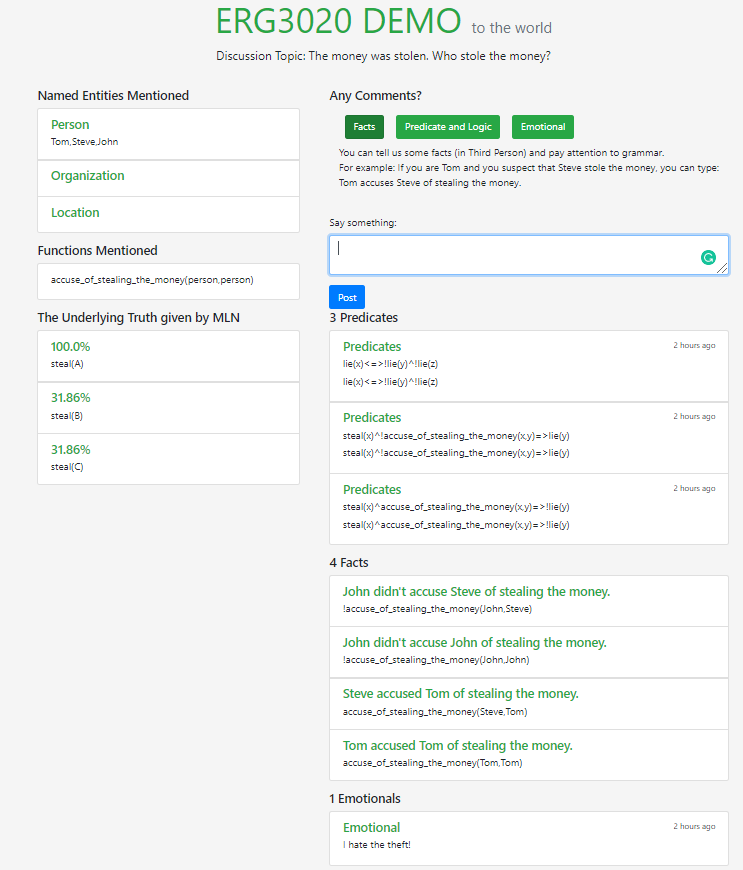 ERG3020 DEMO to the world
Discussion Topic: The money was stolen. Who stole the money?
Named Entities Mentioned
Person
Tom,Steve,John
Organization
Location
Functions Mentioned
accuse_of_stealing_the_money(person,person)
The Underlying Truth given by MLN
100.0%
steal(A)
31.86%
steal(B)
31.86%
steal(C)
Any Comments?
Facts
Predicate and Logic
Emotional
You can tell us some facts (in Third Person) and pay attention to grammar.
For example: If you are Tom and you suspect that Steve stole the money, you can type:
Tom accuses Steve of stealing the money.
Say something:
Post
3 Predicates
Predicates 2 hours ago
lie(x)<=>!lie(y)^!lie(z)
lie(x)<=>!lie(y)^!lie(z)
Predicates 2 hours ago
steal(x)^!accuse_of_stealing_the_money(x,y)=>lie(y)
steal(x)^!accuse_of_stealing_the_money(x,y)=>lie(y)
Predicates 2 hours ago
steal(x)^accuse_of_stealing_the_money(x,y)=>!lie(y)
steal(x)^accuse_of_stealing_the_money(x,y)=>!lie(y)
4 Facts
John didn't accuse Steve of stealing the money.
!accuse_of_stealing_the_money(John,Steve)
John didn't accuse John of stealing the money.
!accuse_of_stealing_the_money(John,John)
Steve accused Tom of stealing the money.
accuse_of_stealing_the_money(Steve,Tom)
Tom accused Tom of stealing the money.
accuse_of_stealing_the_money(Tom,Tom)
1 Emotionals
Emotional 2 hours ago
I hate the theft!